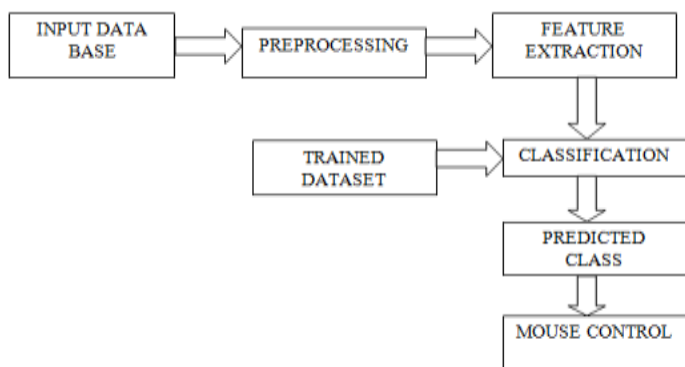 INPUT DATA
BASE
PREPROCESSING
FEATURE
EXTRACTION
TRAINED
DATASET
CLASSIFICATION
PREDICTED
CLASS
MOUSE CONTROL